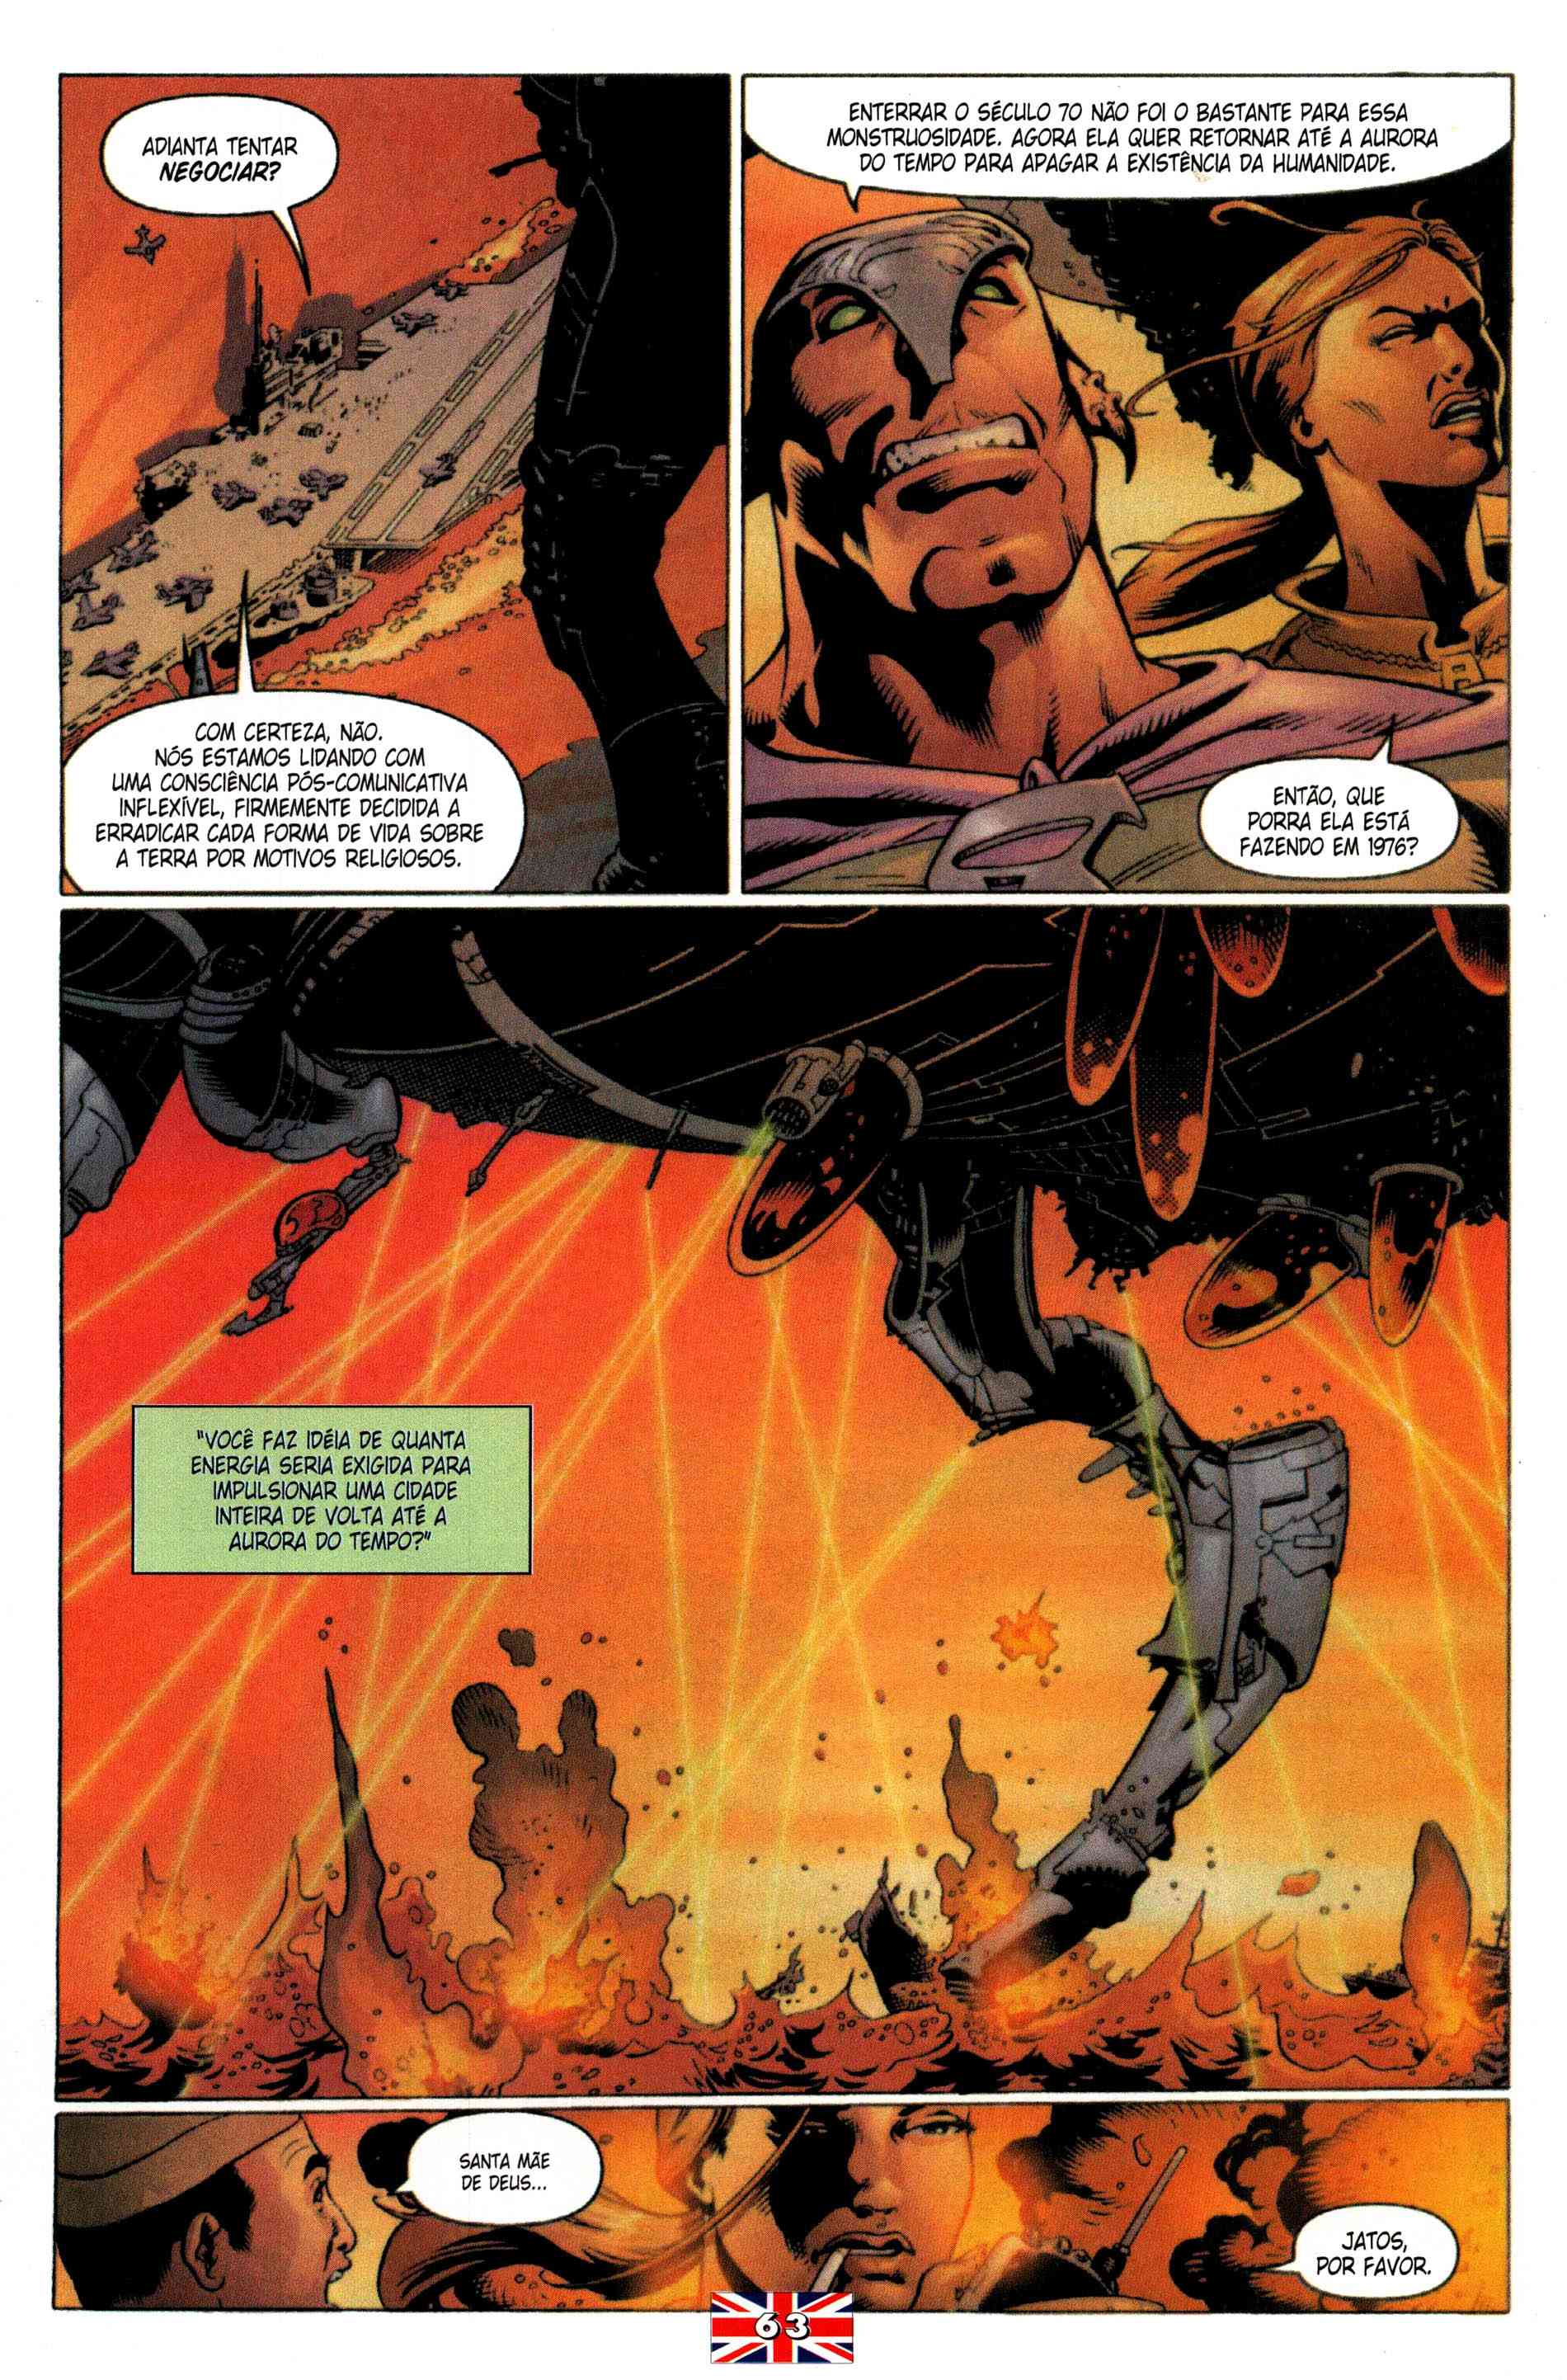 ADIANTA TENTAR
NEGOCIAR?
COM CERTEZA, NÃO.
NÓS ESTAMOS LIDANDO COM
UMA CONSCIÊNCIA PÓS-COMUNICATIVA
INFLEXÍVEL, FIRMEMENTE DECIDIDA A
ERRADICAR CADA FORMA DE VIDA SOBRE
A TERRA POR MOTIVOS RELIGIOSOS.
ENTERRAR O SÉCULO 70 NÃO FOI O BASTANTE PARA ESSA
MONSTRUOSIDADE. AGORA ELA QUER RETORNAR ATÉ A AURORA
DO TEMPO PARA APAGAR A EXISTÊNCIA DA HUMANIDADE.
ENTÃO, QUE
PORRA ELA ESTÁ
FAZENDO EM 1976?
"VOCÊ FAZ IDÉIA DE QUANTA
ENERGIA SERIA EXIGIDA PARA
IMPULSIONAR UMA CIDADE
INTEIRA DE VOLTA ATÉ A
AURORA DO TEMPO?"
SANTA MÃE
DE DEUS...
JATOS,
POR FAVOR.
63